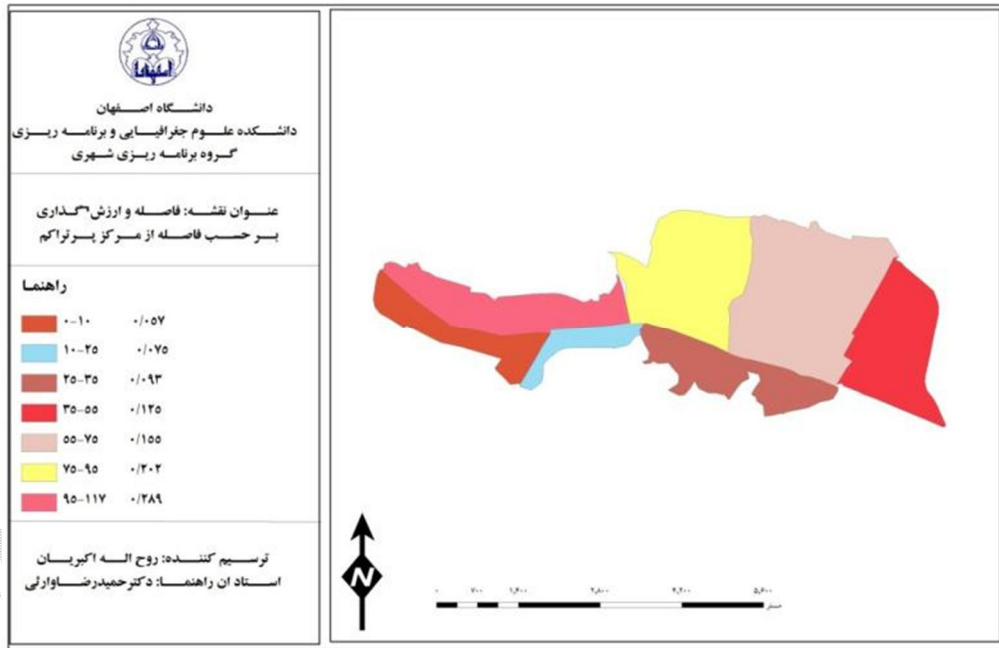 دانشگاه اصفهان
دانشکده علوم جغرافیایی و برنامه ریزی
گروه برنامه ریزی شهری
عنوان نقشه: فاصله و ارزش گذاری
بر حسب فاصله از مرکز پرتراکم
راهنما
۰-۱۰ ۰/۰۵۷
۱۰-۲۵ ۰/۰۷۵
۲۵-۳۵ ۰/۰۹۳
۳۵-۵۵ ۰/۱۲۵
۵۵-۷۵ ۰/۱۵۵
۷۵-۹۵ ۰/۲۰۲
۹۵-۱۱۷ ۰/۲۸۹
ترسیم کننده: روح اله اکبریان
استاد ان راهنما: دکترحمیدرضاوارثی
N
۰ ۷۰۰ ۱,۴۰۰ ۲,۸۰۰ ۴,۲۰۰ ۵,۶۰۰
متر